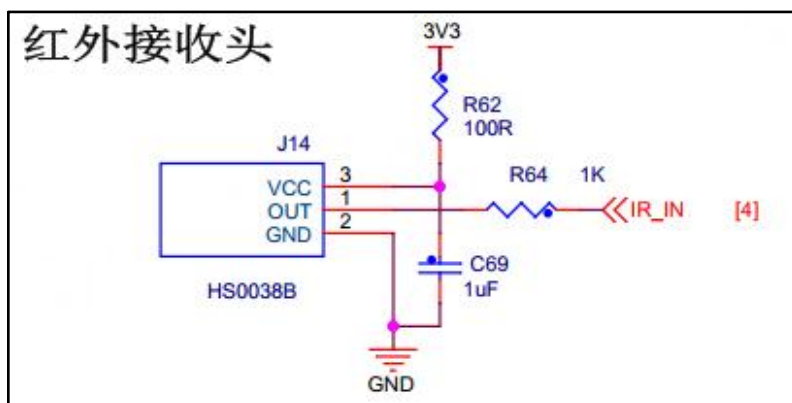 红外接收头
3V3
R62
100R
J14
R64 1K
VCC 3
OUT 1
GND 2
IR_IN [4]
C69
1uF
HS0038B
GND